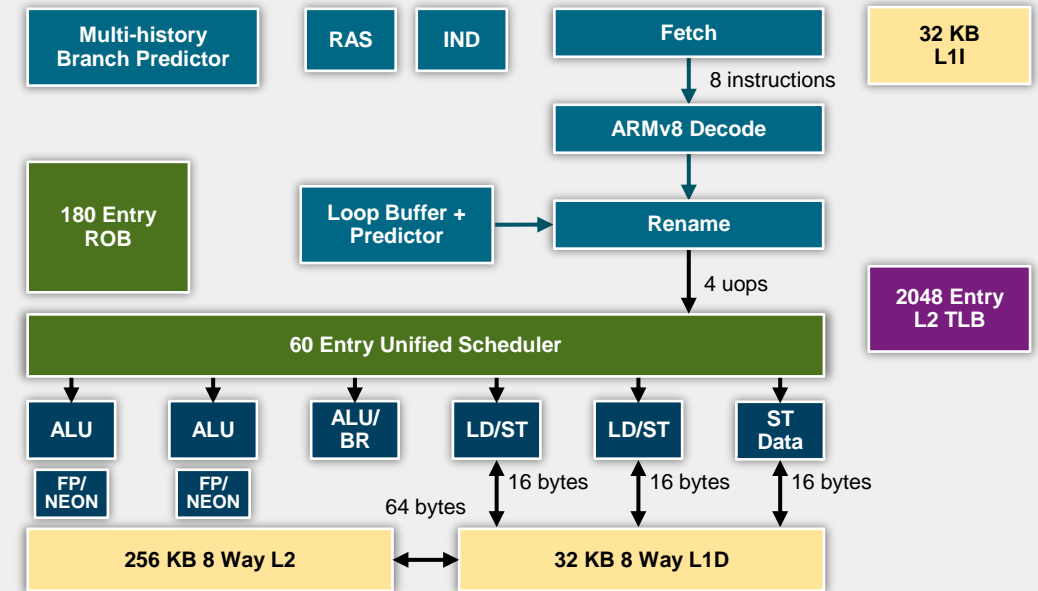 Multi-history
Branch Predictor
RAS
IND
Fetch
32 KB
L1I
8 instructions
ARMv8 Decode
180 Entry
ROB
Loop Buffer +
Predictor
Rename
4 uops
2048 Entry
L2 TLB
60 Entry Unified Scheduler
ALU
ALU
ALU/
BR
LD/ST
LD/ST
ST
Data
FP/
NEON
FP/
NEON
16 bytes
16 bytes
16 bytes
64 bytes
256 KB 8 Way L2
32 KB 8 Way L1D